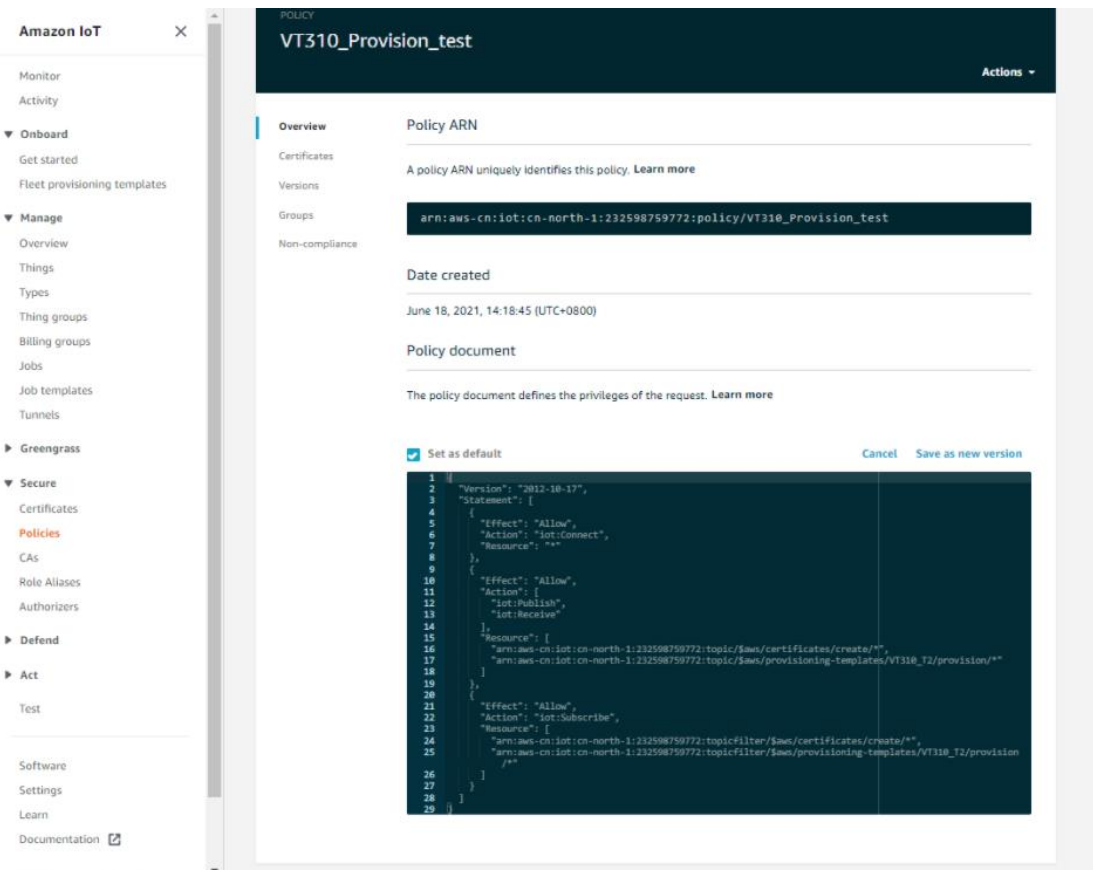 Amazon IoT
Monitor
Activity
Onboard
Get started
Fleet provisioning templates
Manage
Overview
Things
Types
Thing groups
Billing groups
Jobs
Job templates
Tunnels
Greengrass
Secure
Certificates
Policies
CAs
Role Aliases
Authorizers
Defend
Act
Test
Software
Settings
Learn
Documentation
POLICY
VT310_Provision_test
Actions
Overview
Certificates
Versions
Groups
Non-compliance
Policy ARN
A policy ARN uniquely identifies this policy. Learn more
arn:aws-cn:iot:cn-north-1:232598759772:policy/VT310_Provision_test
Date created
June 18, 2021, 14:18:45 (UTC+0800)
Policy document
The policy document defines the privileges of the request. Learn more
Set as default Cancel Save as new version
1 {
2 "Version": "2012-10-17",
3 "Statement": [
4 {
5 "Effect": "Allow",
6 "Action": "iot:Connect",
7 "Resource": "*"
8 },
9 {
10 "Effect": "Allow",
11 "Action": [
12 "iot:Publish",
13 "iot:Receive"
14 ],
15 "Resource": [
16 "arn:aws-cn:iot:cn-north-1:232598759772:topic/$aws/certificates/create/*",
17 "arn:aws-cn:iot:cn-north-1:232598759772:topic/$aws/provisioning-templates/VT310_T2/provision/*"
18 ]
19 },
20 {
21 "Effect": "Allow",
22 "Action": "iot:Subscribe",
23 "Resource": [
24 "arn:aws-cn:iot:cn-north-1:232598759772:topicfilter/$aws/certificates/create/*",
25 "arn:aws-cn:iot:cn-north-1:232598759772:topicfilter/$aws/provisioning-templates/VT310_T2/provision
/*"
26 ]
27 }
28 ]
29 }